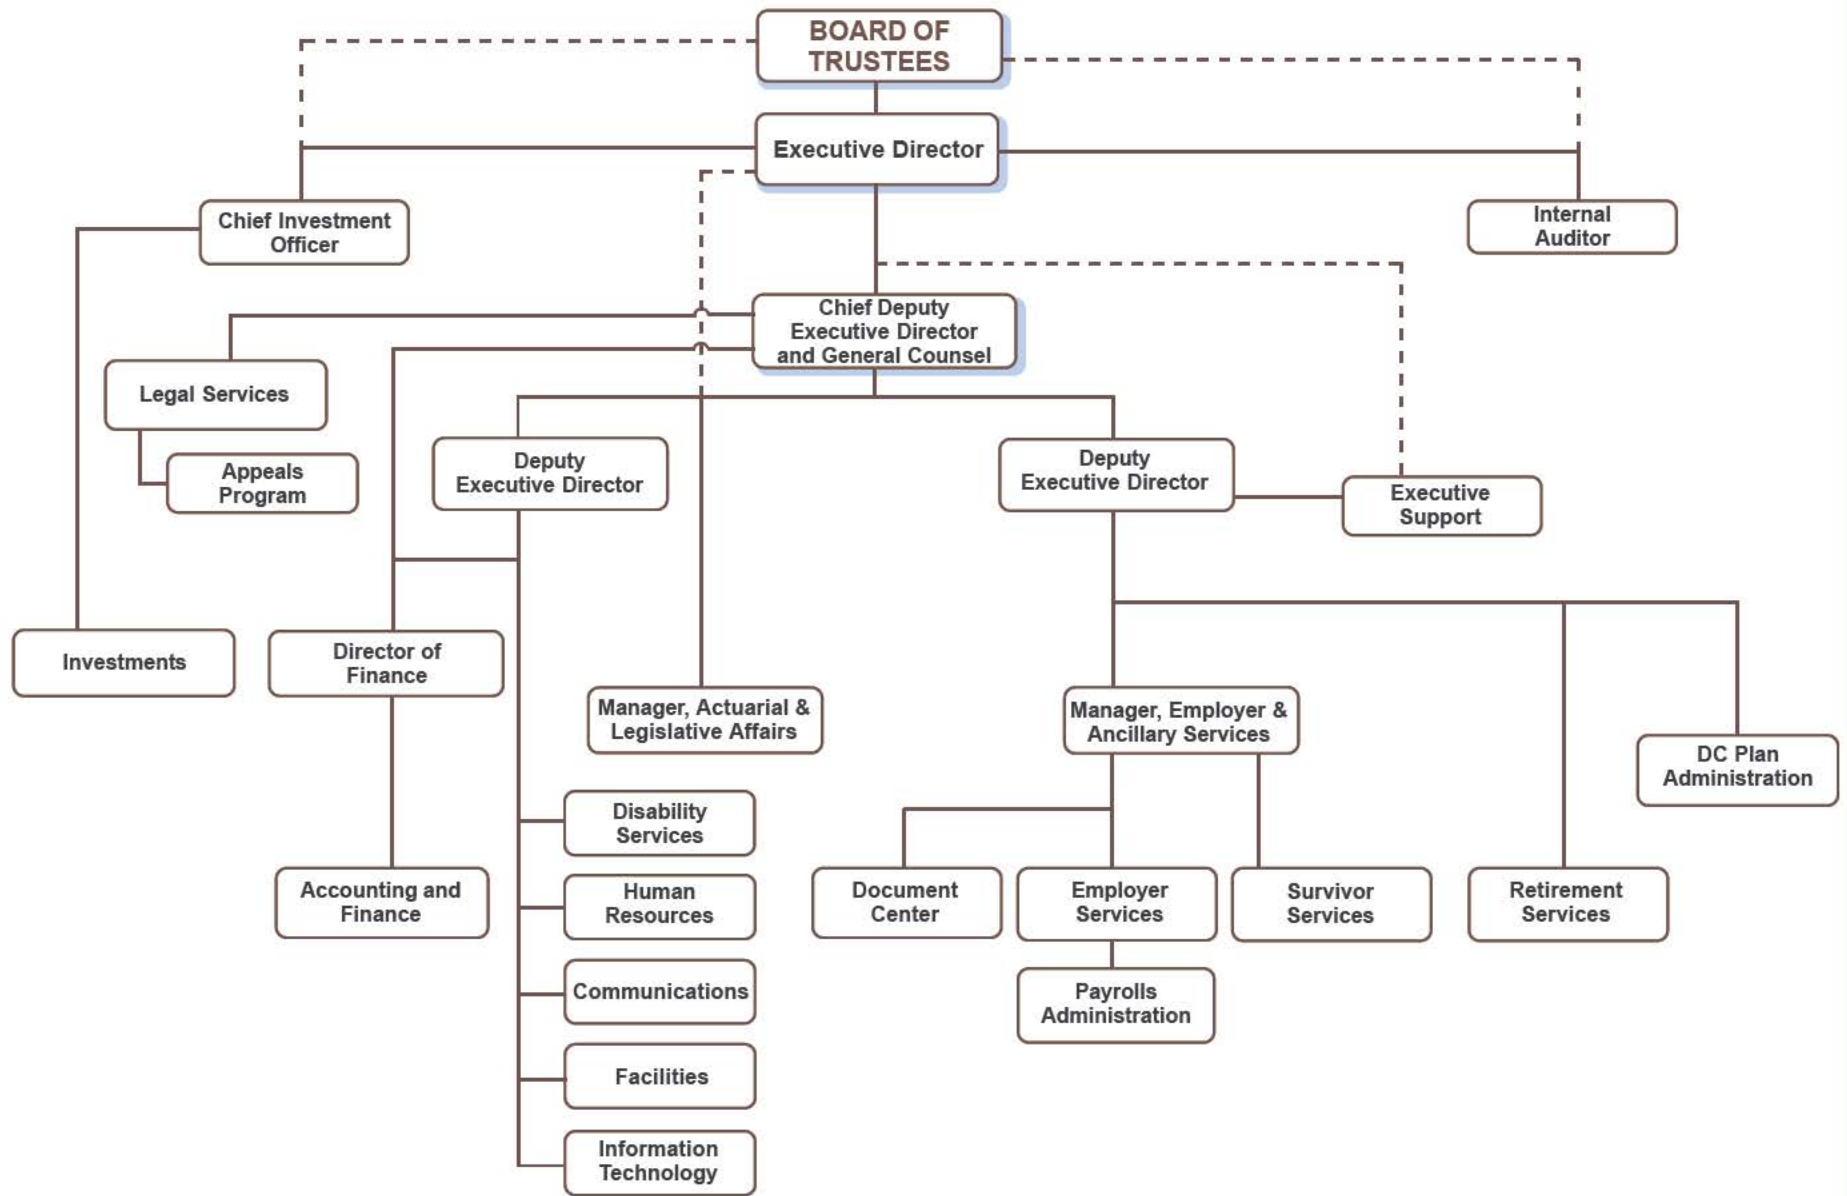 BOARD OF
TRUSTEES
Executive Director
Chief Investment
Officer
Internal
Auditor
Chief Deputy
Executive Director
and General Counsel
Legal Services
Appeals
Program
Deputy
Executive Director
Deputy
Executive Director
Executive
Support
Investments
Director of
Finance
Manager, Actuarial &
Legislative Affairs
Manager, Employer &
Ancillary Services
DC Plan
Administration
Disability
Services
Accounting and
Finance
Human
Resources
Document
Center
Employer
Services
Survivor
Services
Retirement
Services
Communications
Payrolls
Administration
Facilities
Information
Technology